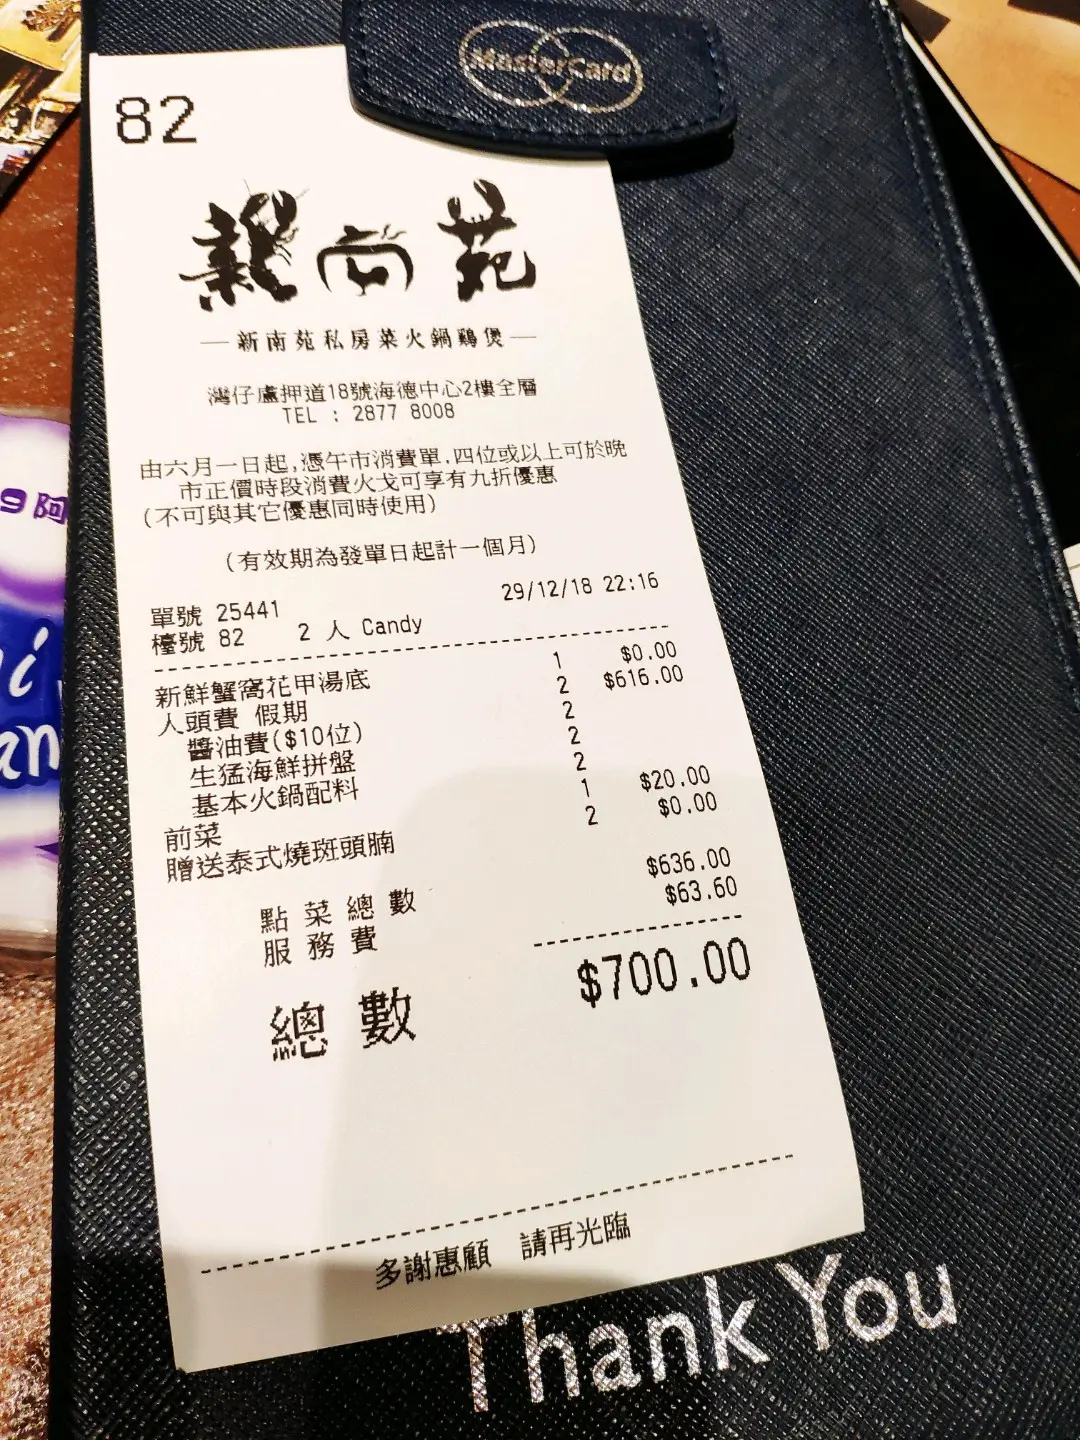 MasterCard
82
新南苑
—新南苑私房菜火鍋鷄煲—
灣仔盧押道18號海德中心2樓全層
TEL : 2877 8008
由六月一日起,憑午市消費單,四位或以上可於晚
市正價時段消費火戈可享有九折優惠
(不可與其它優惠同時使用)
(有效期為發單日起計一個月)
29/12/18 22:16
單號 25441
檯號 82 2 人 Candy
新鮮蟹窩花甲湯底 1 $0.00
人頭費 假期 2 $616.00
醬油費($10位) 2
生猛海鮮拼盤 2
基本火鍋配料 2
前菜 1 $20.00
贈送泰式燒斑頭腩 2 $0.00
點菜總數 $636.00
服務費 $63.60
總數 $700.00
多謝惠顧 請再光臨
Thank You